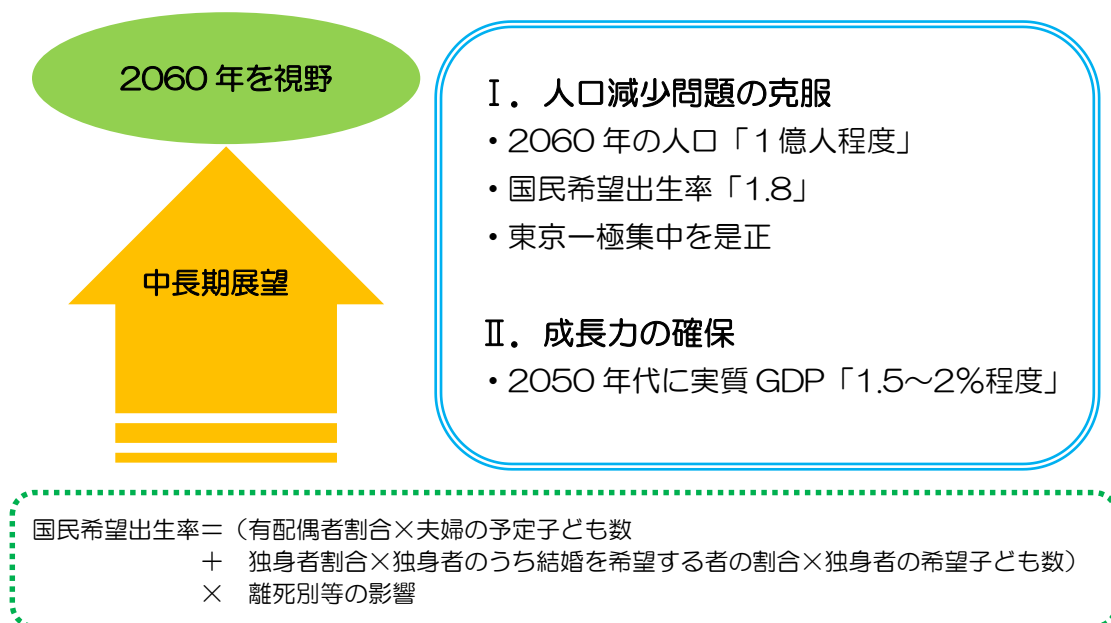 2060 年を視野
中長期展望
Ⅰ．人口減少問題の克服
・2060 年の人口「１億人程度」
・国民希望出生率「1.8」
・東京一極集中を是正
Ⅱ．成長力の確保
・2050 年代に実質 GDP「1.5～2％程度」
国民希望出生率＝（有配偶者割合×夫婦の予定子ども数
＋　独身者割合×独身者のうち結婚を希望する者の割合×独身者の希望子ども数）
×　離死別等の影響